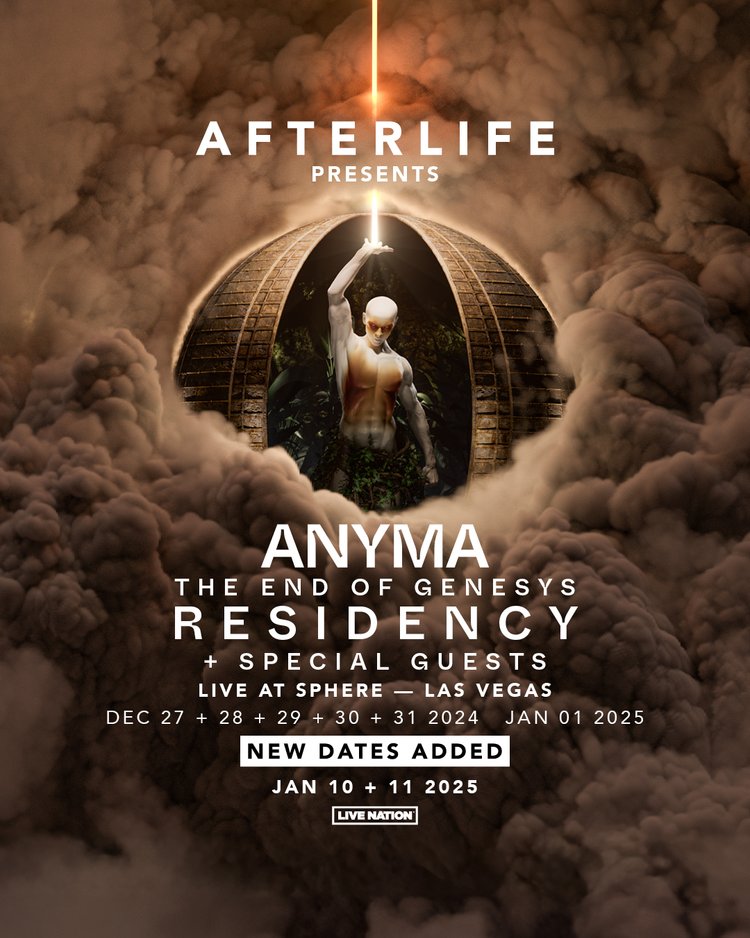 AFTERLIFE
PRESENTS
ANYMA
THE END OF GENESYS
RESIDENCY
+ SPECIAL GUESTS
LIVE AT SPHERE — LAS VEGAS
DEC 27 + 28 + 29 + 30 + 31 2024 JAN 01 2025
NEW DATES ADDED
JAN 10 + 11 2025
LIVE NATION